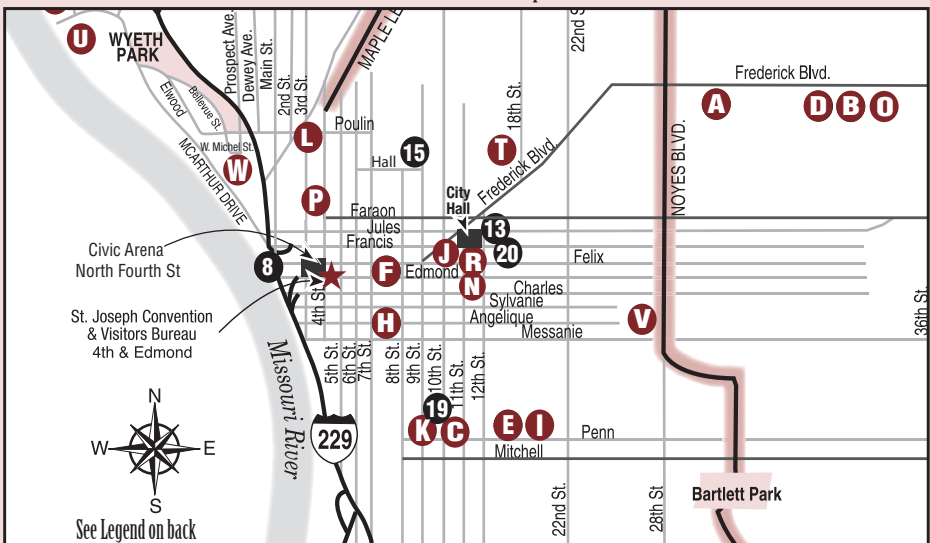 22nd S
MAPLE LE
U
WYETH
PARK
Prospect Ave.
Dewey Ave.
Main St.
2nd St.
3rd St.
Elwood
Bellevue St.
W. Michel St.
W
MCARTHUR DRIVE
L
Poulin
P
Hall
15
T
18th St.
Frederick Blvd.
Frederick Blvd.
A
D
B
O
NOYES BLVD.
City
Hall
Faraon
Jules
Francis
13
20
J
R
Edmond
F
N
Felix
Charles
Sylvanie
Angelique
Messanie
H
V
36th St.
Civic Arena
North Fourth St
8
St. Joseph Convention
& Visitors Bureau
4th & Edmond
4th St.
5th St.
6th St.
7th St.
8th St.
9th St.
10th St.
11th St.
12th St.
Missouri River
229
19
K
C
E
I
Penn
Mitchell
22nd St.
28th St
Bartlett Park
N
W
E
S
See Legend on back